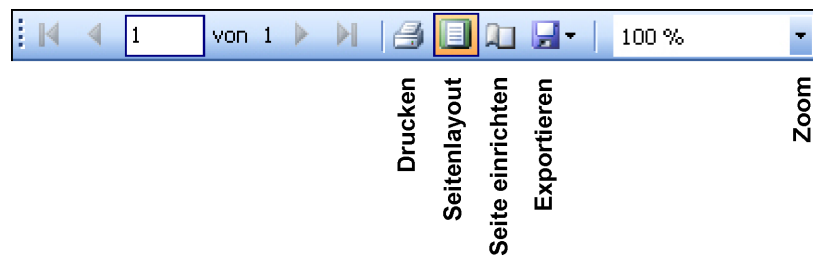 1 von 1 100 %
Drucken
Seitenlayout
Seite einrichten
Exportieren
Zoom